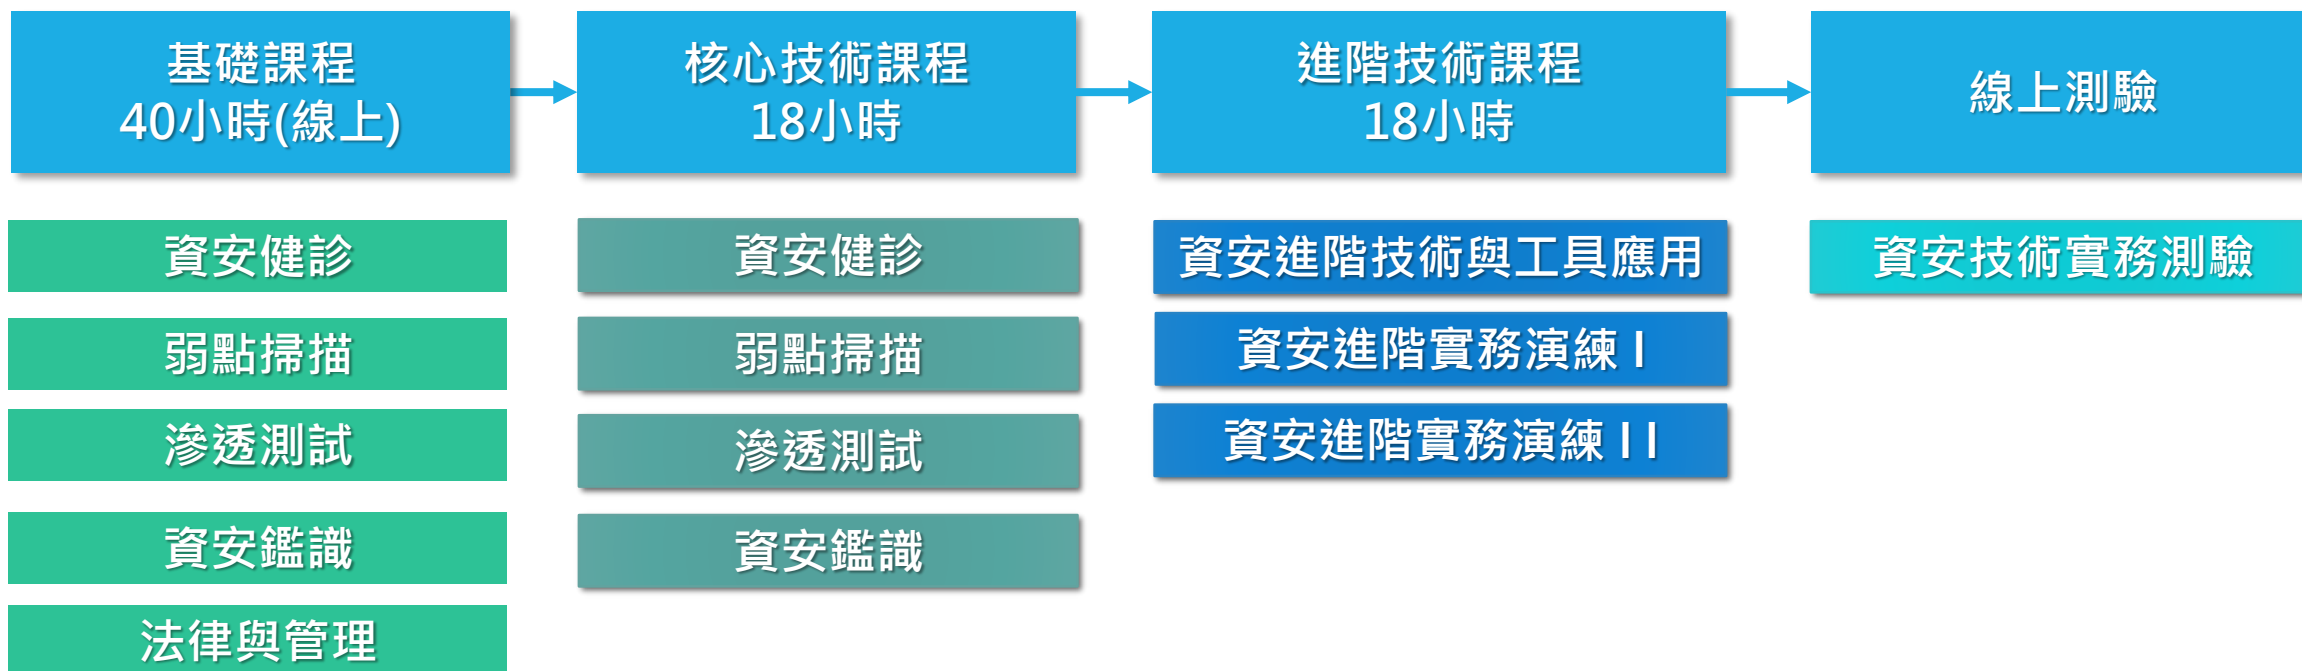 基礎課程
40小時(線上)
核心技術課程
18小時
進階技術課程
18小時
線上測驗
資安健診
弱點掃描
滲透測試
資安鑑識
法律與管理
資安健診
弱點掃描
滲透測試
資安鑑識
資安進階技術與工具應用
資安進階實務演練 I
資安進階實務演練 I I
資安技術實務測驗